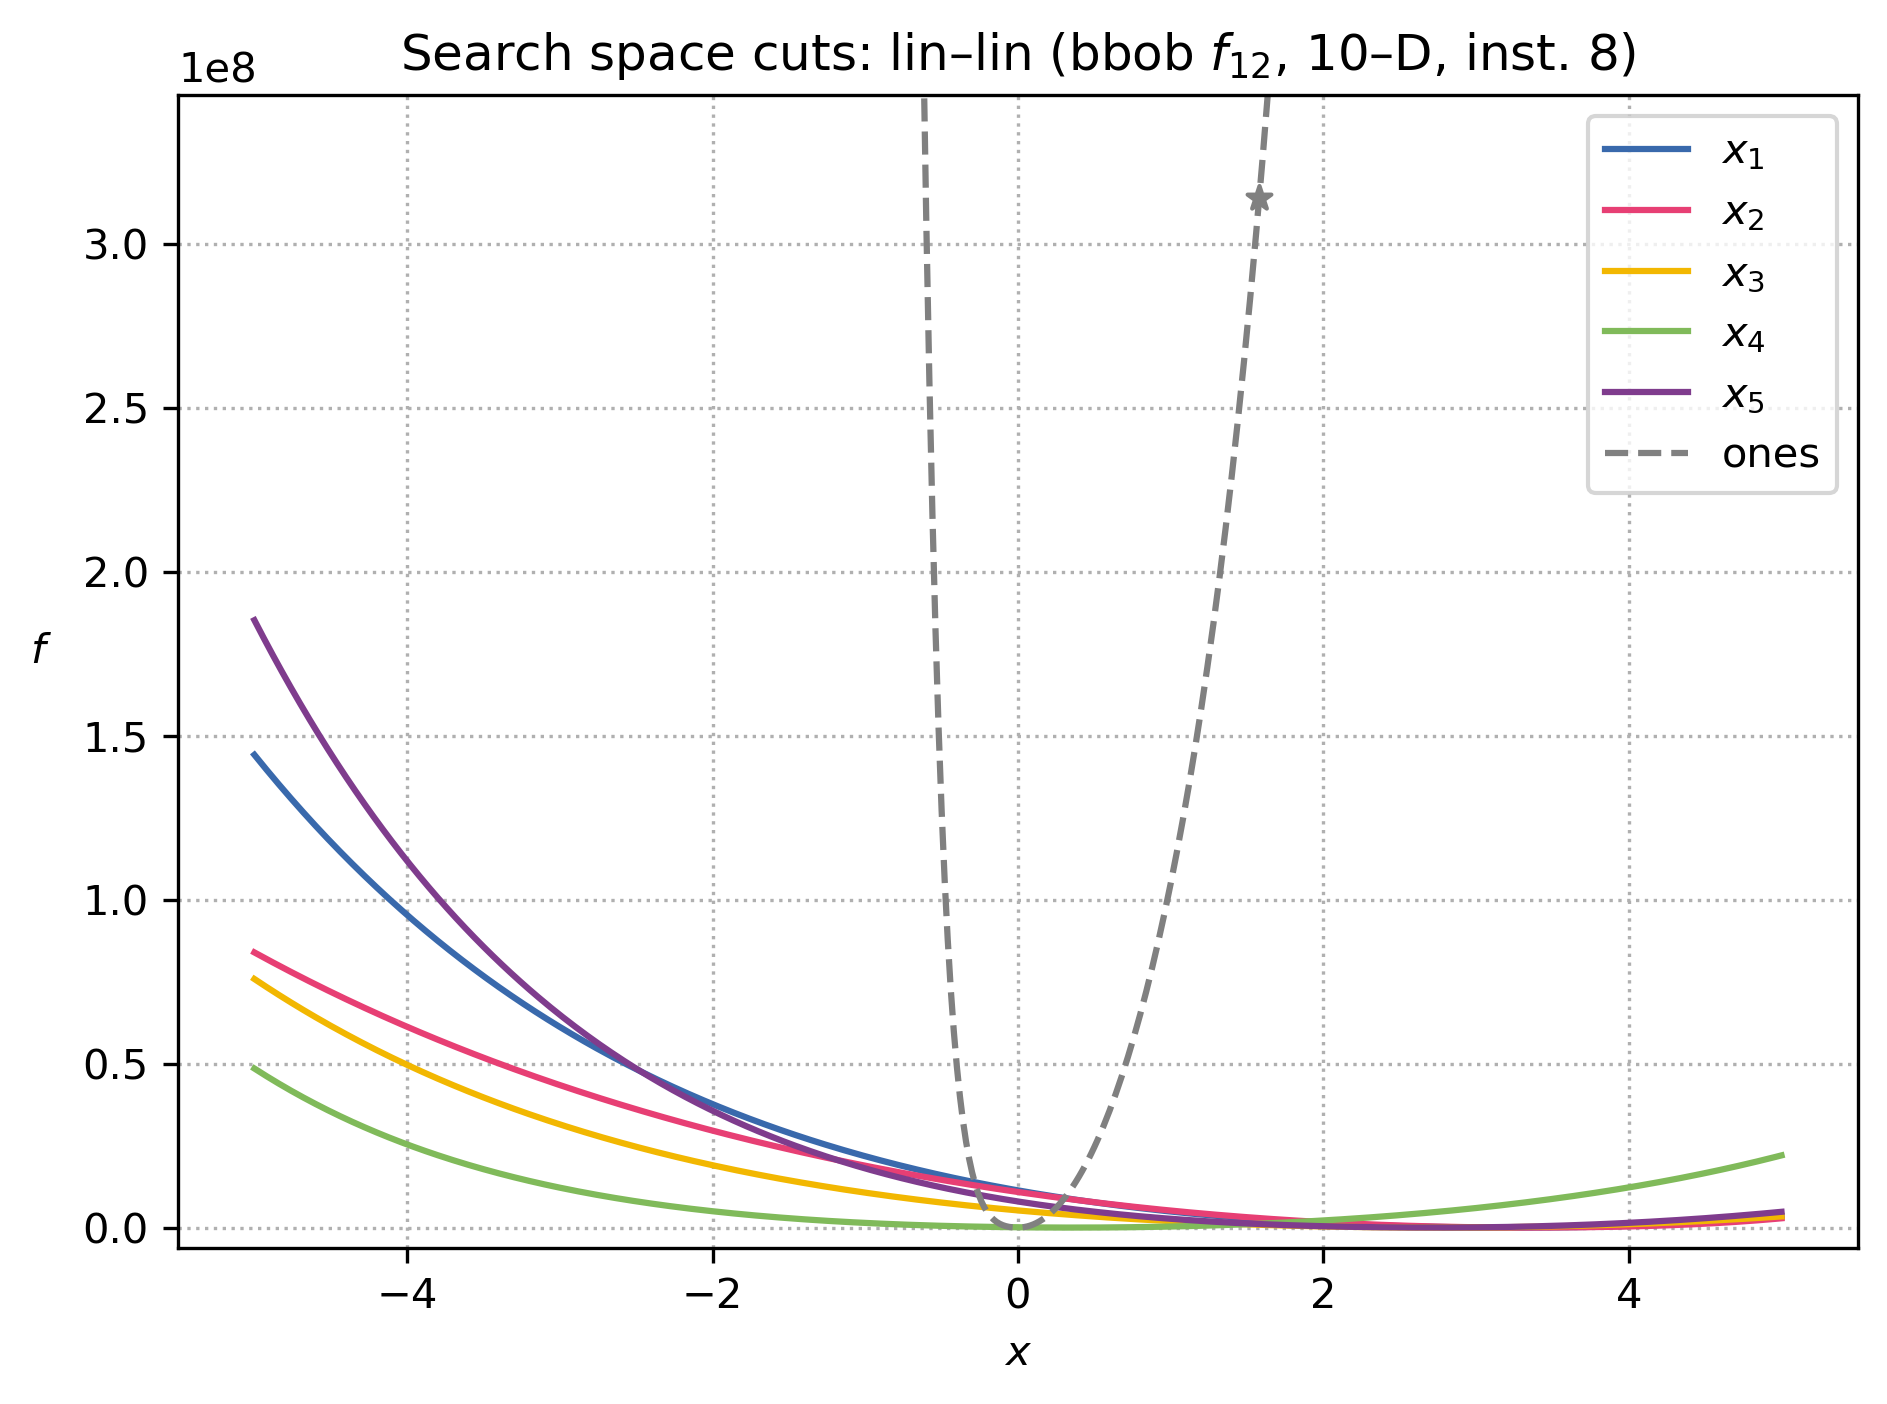 Search space cuts: lin–lin (bbob f₁₂, 10–D, inst. 8)
1e8
3.0
2.5
2.0
1.5
1.0
0.5
0.0
f
−4 −2 0 2 4
x
x₁
x₂
x₃
x₄
x₅
ones